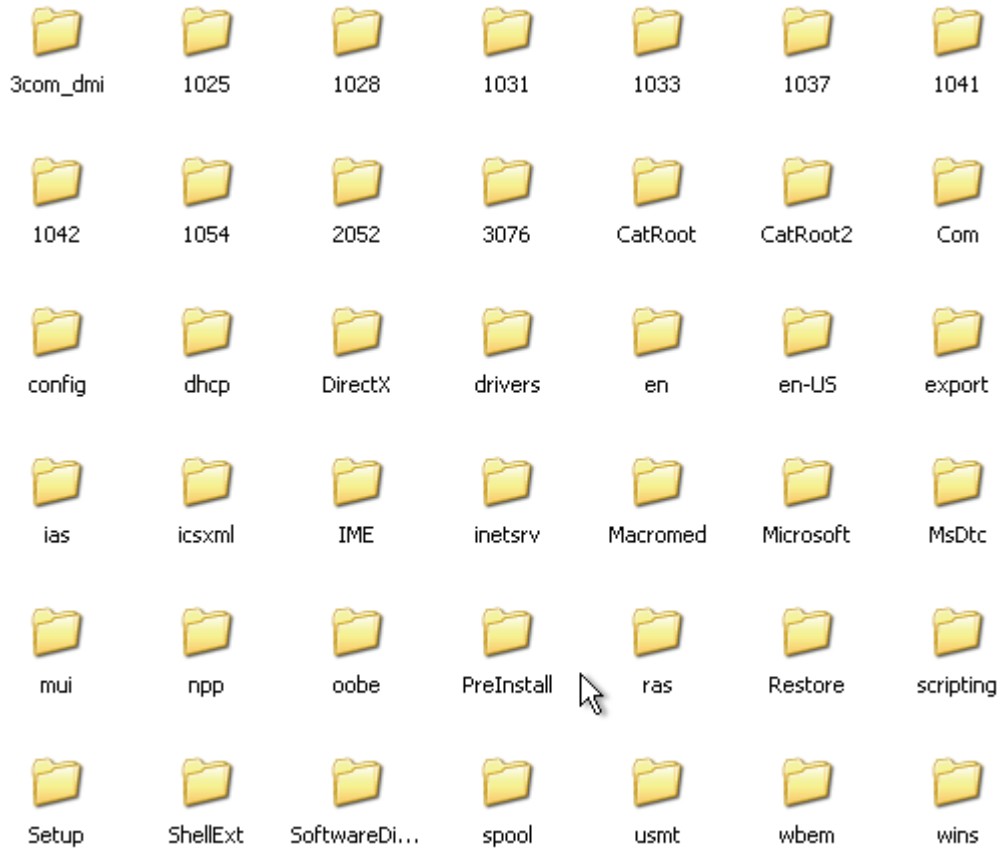 3com_dmi 1025 1028 1031 1033 1037 1041
1042 1054 2052 3076 CatRoot CatRoot2 Com
config dhcp DirectX drivers en en-US export
ias icsxml IME inetsrv Macromed Microsoft MsDtc
mui npp oobe PreInstall ras Restore scripting
Setup ShellExt SoftwareDi... spool usmt wbem wins